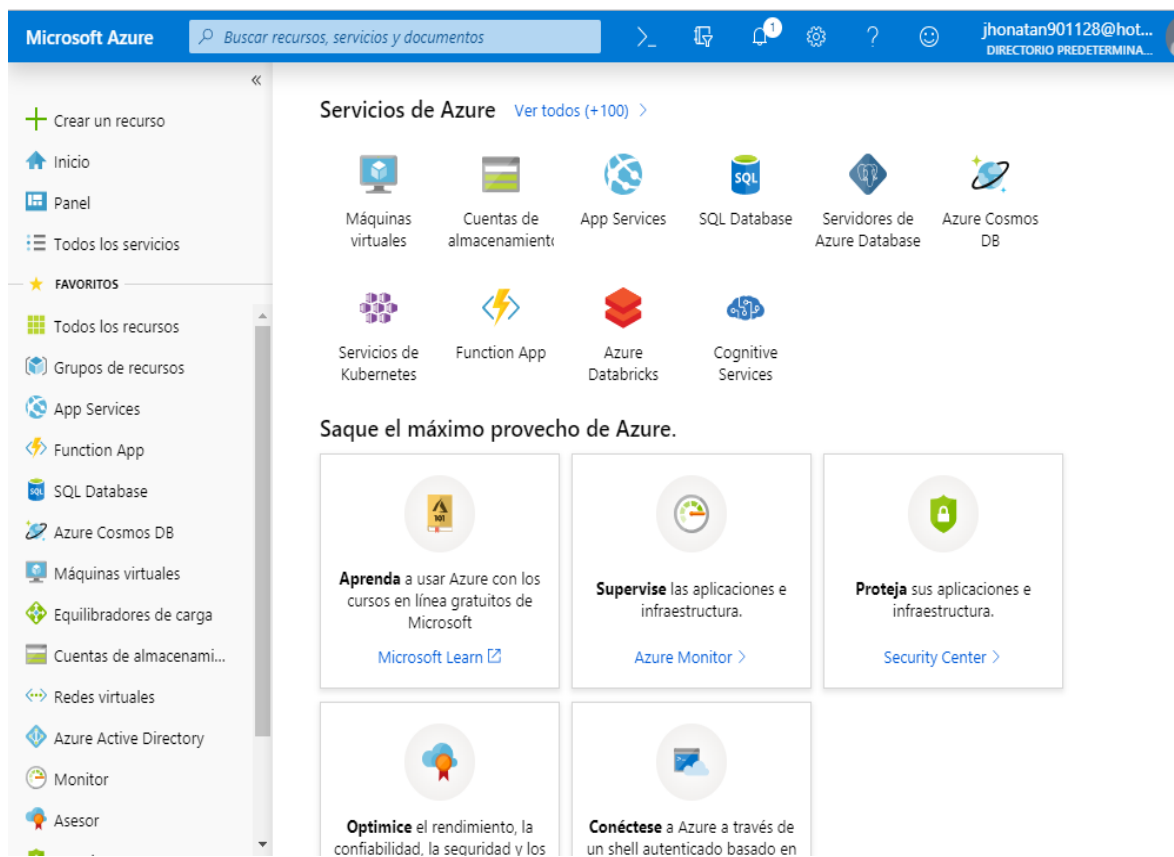 Microsoft Azure
Buscar recursos, servicios y documentos
>_
1
?
jhonatan901128@hot...
DIRECTORIO PREDETERMINA...
«
Crear un recurso
Inicio
Panel
Todos los servicios
FAVORITOS
Todos los recursos
Grupos de recursos
App Services
Function App
SQL
SQL Database
Azure Cosmos DB
Máquinas virtuales
Equilibradores de carga
Cuentas de almacenami...
Redes virtuales
Azure Active Directory
Monitor
Asesor
Servicios de Azure
Ver todos (+100) >
Máquinas
virtuales
Cuentas de
almacenamiento
App Services
SQL
SQL Database
Servidores de
Azure Database
Azure Cosmos
DB
Servicios de
Kubernetes
Function App
Azure
Databricks
Cognitive
Services
Saque el máximo provecho de Azure.
101
Aprenda a usar Azure con los
cursos en línea gratuitos de
Microsoft
Microsoft Learn
Supervise las aplicaciones e
infraestructura.
Azure Monitor >
Proteja sus aplicaciones e
infraestructura.
Security Center >
Optimice el rendimiento, la
confiabilidad, la seguridad y los
Conéctese a Azure a través de
un shell autenticado basado en